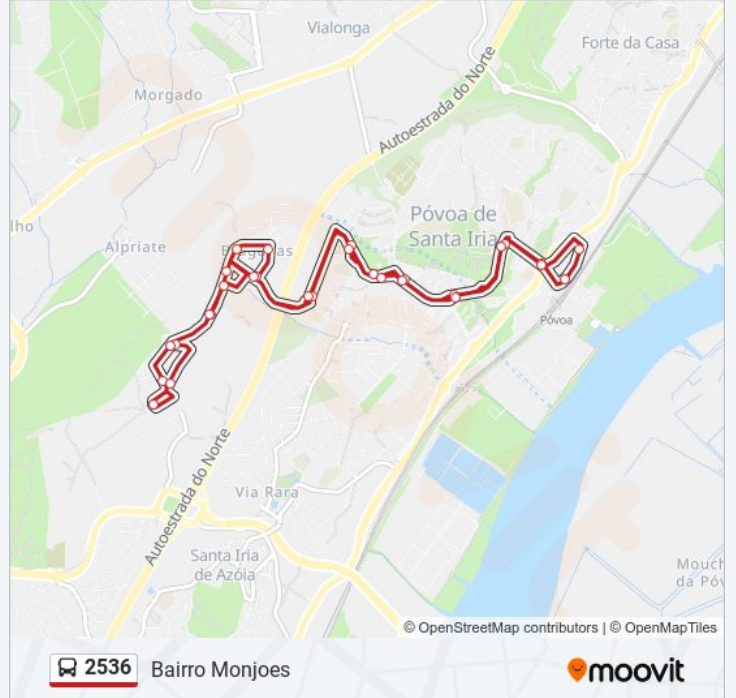 Vialonga
Forte da Casa
Morgado
Autoestrada do Norte
Póvoa de
Santa Iria
lho
Alpriate
Póvoa
Autoestrada do Norte
Via Rara
Santa Iria
de Azóia
Mouch
da Póv
© OpenStreetMap contributors | © OpenMapTiles
2536 Bairro Monjoes
moovit